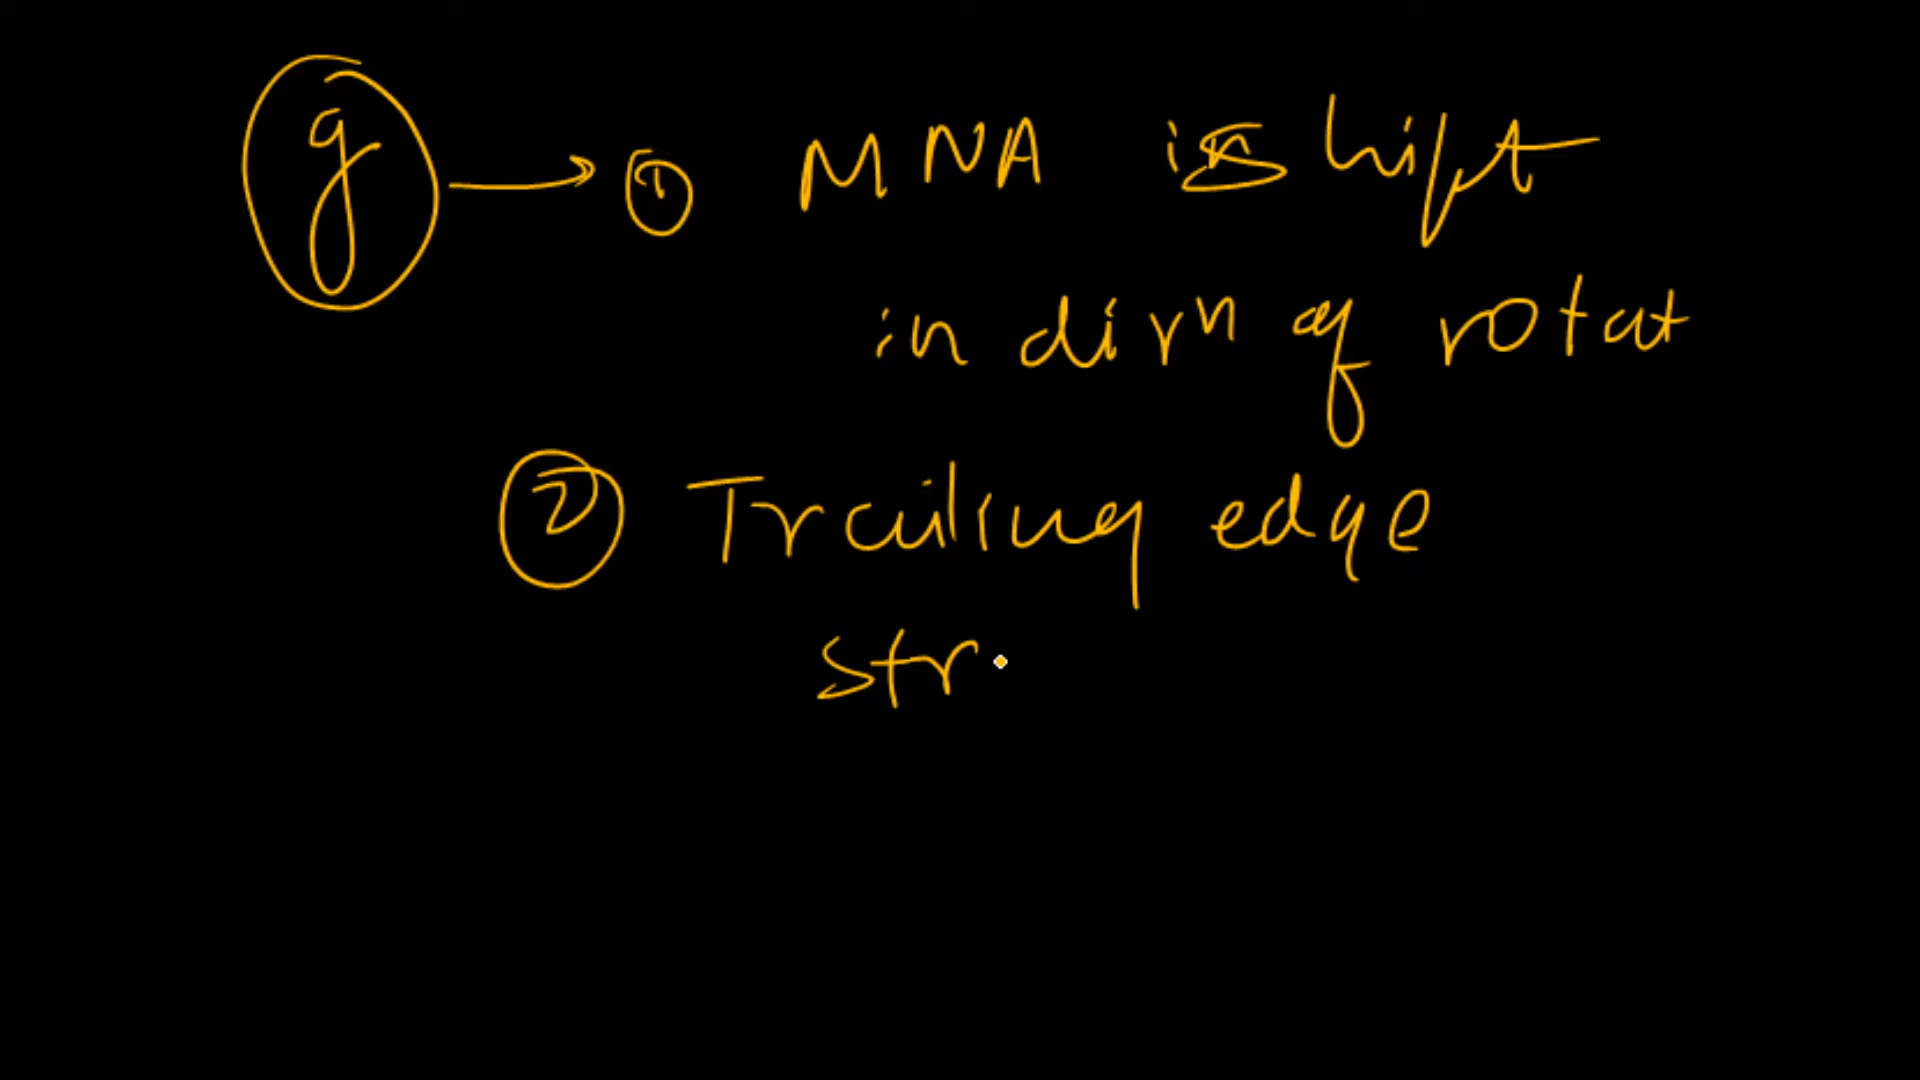 g → ① MNA is shift
in dirn of rotat
② Trailing edge
str